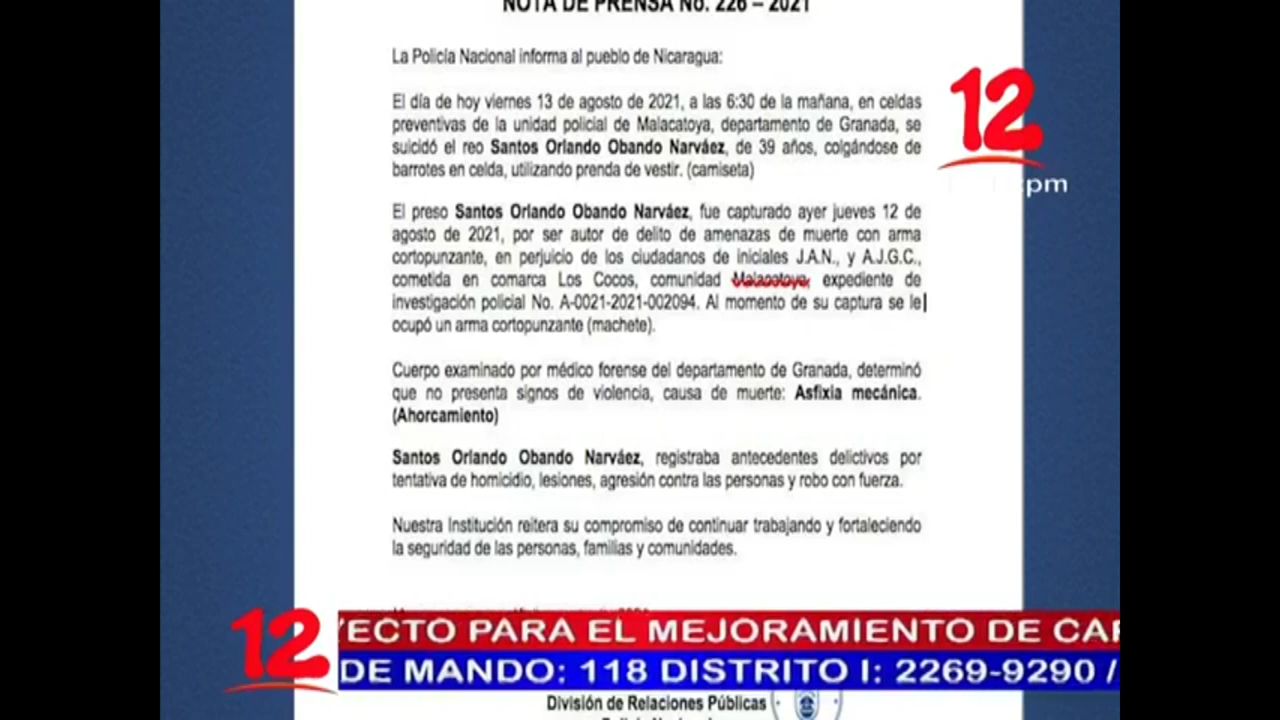 NOTA DE PRENSA No. 226 – 2021
La Policía Nacional informa al pueblo de Nicaragua:
El día de hoy viernes 13 de agosto de 2021, a las 6:30 de la mañana, en celdas
preventivas de la unidad policial de Malacatoya, departamento de Granada, se
suicidó el reo Santos Orlando Obando Narváez, de 39 años, colgándose de
barrotes en celda, utilizando prenda de vestir. (camiseta)
El preso Santos Orlando Obando Narváez, fue capturado ayer jueves 12 de
agosto de 2021, por ser autor de delito de amenazas de muerte con arma
cortopunzante, en perjuicio de los ciudadanos de iniciales J.A.N., y A.J.G.C.,
cometida en comarca Los Cocos, comunidad Malacatoya, expediente de
investigación policial No. A-0021-2021-002094. Al momento de su captura se le
ocupó un arma cortopunzante (machete).
Cuerpo examinado por médico forense del departamento de Granada, determinó
que no presenta signos de violencia, causa de muerte: Asfixia mecánica.
(Ahorcamiento)
Santos Orlando Obando Narváez, registraba antecedentes delictivos por
tentativa de homicidio, lesiones, agresión contra las personas y robo con fuerza.
Nuestra Institución reitera su compromiso de continuar trabajando y fortaleciendo
la seguridad de las personas, familias y comunidades.
12
pm
12
YECTO PARA EL MEJORAMIENTO DE CAR
DE MANDO: 118 DISTRITO I: 2269-9290 /
División de Relaciones Públicas